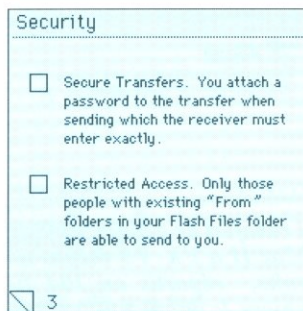 Security
Secure Transfers. You attach a
password to the transfer when
sending which the receiver must
enter exactly.
Restricted Access. Only those
people with existing "From"
folders in your Flash Files folder
are able to send to you.
3